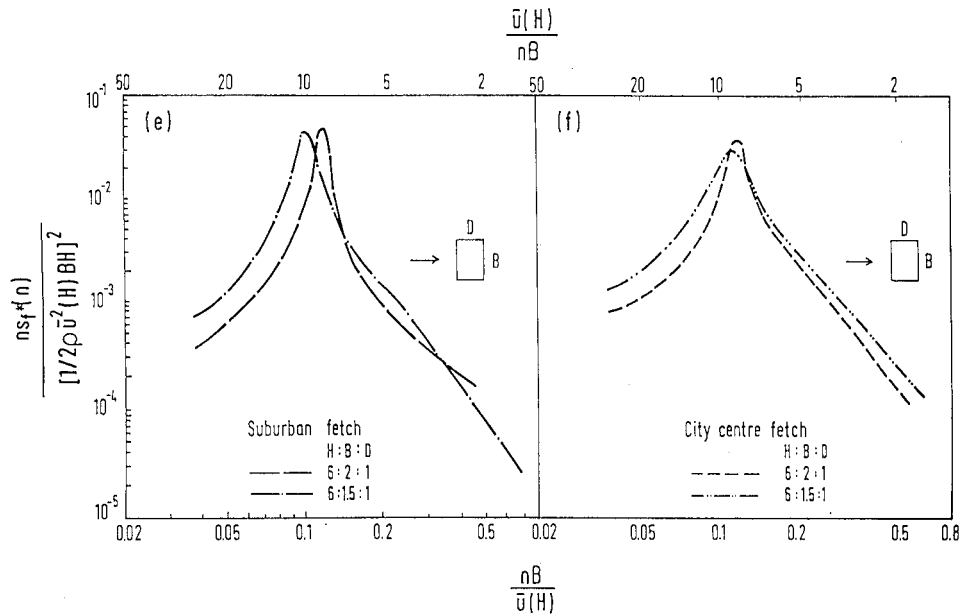 ū(H)
nB
50 20 10 5 2 50 20 10 5 2
10⁻¹
10⁻²
10⁻³
10⁻⁴
10⁻⁵
ns_f*(n)
[1/2ρū²(H)BH]²
(e)
D
B
Suburban fetch
H:B:D
6:2:1
6:1.5:1
(f)
D
B
City centre fetch
H:B:D
6:2:1
6:1.5:1
0.02 0.05 0.1 0.2 0.5 0.02 0.05 0.1 0.2 0.5 0.8
nB
ū(H)